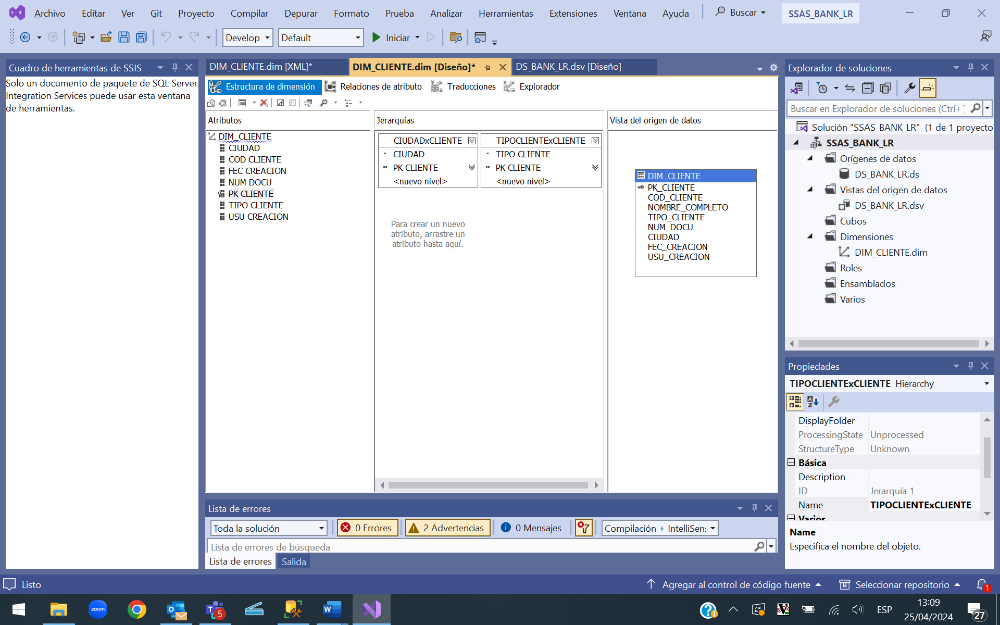 Archivo Editar Ver Git Proyecto Compilar Depurar Formato Prueba Analizar Herramientas Extensiones Ventana Ayuda Buscar SSAS_BANK_LR
Develop Default Iniciar
Cuadro de herramientas de SSIS
Solo un documento de paquete de SQL Server
Integration Services puede usar esta ventana
de herramientas.
DIM_CLIENTE.dim [XML]* DIM_CLIENTE.dim [Diseño]* DS_BANK_LR.dsv [Diseño]
Estructura de dimensión Relaciones de atributo Traducciones Explorador
Atributos
DIM_CLIENTE
CIUDAD
COD CLIENTE
FEC CREACION
NUM DOCU
PK CLIENTE
TIPO CLIENTE
USU CREACION
Jerarquías
CIUDADxCLIENTE
CIUDAD
PK CLIENTE
<nuevo nivel>
TIPOCLIENTExCLIENTE
TIPO CLIENTE
PK CLIENTE
<nuevo nivel>
Para crear un nuevo
atributo, arrastre un
atributo hasta aquí.
Vista del origen de datos
DIM_CLIENTE
PK_CLIENTE
COD_CLIENTE
NOMBRE_COMPLETO
TIPO_CLIENTE
NUM_DOCU
CIUDAD
FEC_CREACION
USU_CREACION
Lista de errores
Toda la solución 0 Errores 2 Advertencias 0 Mensajes Compilación + IntelliSen
Lista de errores de búsqueda
Lista de errores Salida
Explorador de soluciones
Buscar en Explorador de soluciones (Ctrl+
Solución "SSAS_BANK_LR" (1 de 1 proyecto)
SSAS_BANK_LR
Orígenes de datos
DS_BANK_LR.ds
Vistas del origen de datos
DS_BANK_LR.dsv
Cubos
Dimensiones
DIM_CLIENTE.dim
Roles
Ensamblados
Varios
Propiedades
TIPOCLIENTExCLIENTE Hierarchy
DisplayFolder
ProcessingState Unprocessed
StructureType Unknown
Básica
Description
ID Jerarquía 1
Name TIPOCLIENTExCLIENTE
Varios
Name
Especifica el nombre del objeto.
Listo Agregar al control de código fuente Seleccionar repositorio 1
zoom 5 ESP 13:09
25/04/2024 27